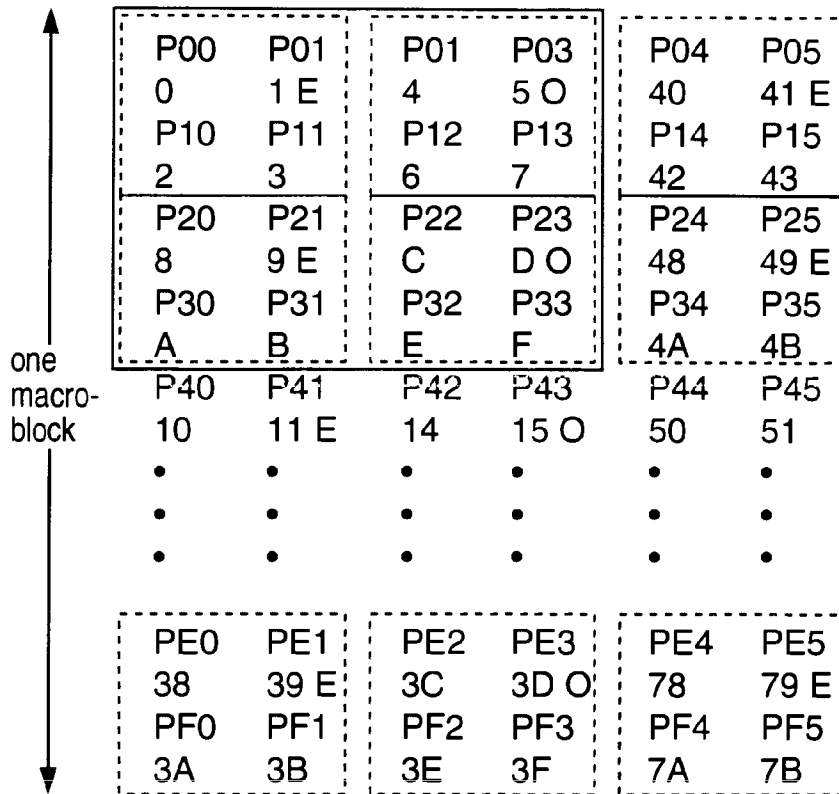 P00 P01 P01 P03 P04 P05
0 1 E 4 5 O 40 41 E
P10 P11 P12 P13 P14 P15
2 3 6 7 42 43
P20 P21 P22 P23 P24 P25
8 9 E C D O 48 49 E
P30 P31 P32 P33 P34 P35
A B E F 4A 4B
one
macro-
block
P40 P41 P42 P43 P44 P45
10 11 E 14 15 O 50 51
PE0 PE1 PE2 PE3 PE4 PE5
38 39 E 3C 3D O 78 79 E
PF0 PF1 PF2 PF3 PF4 PF5
3A 3B 3E 3F 7A 7B